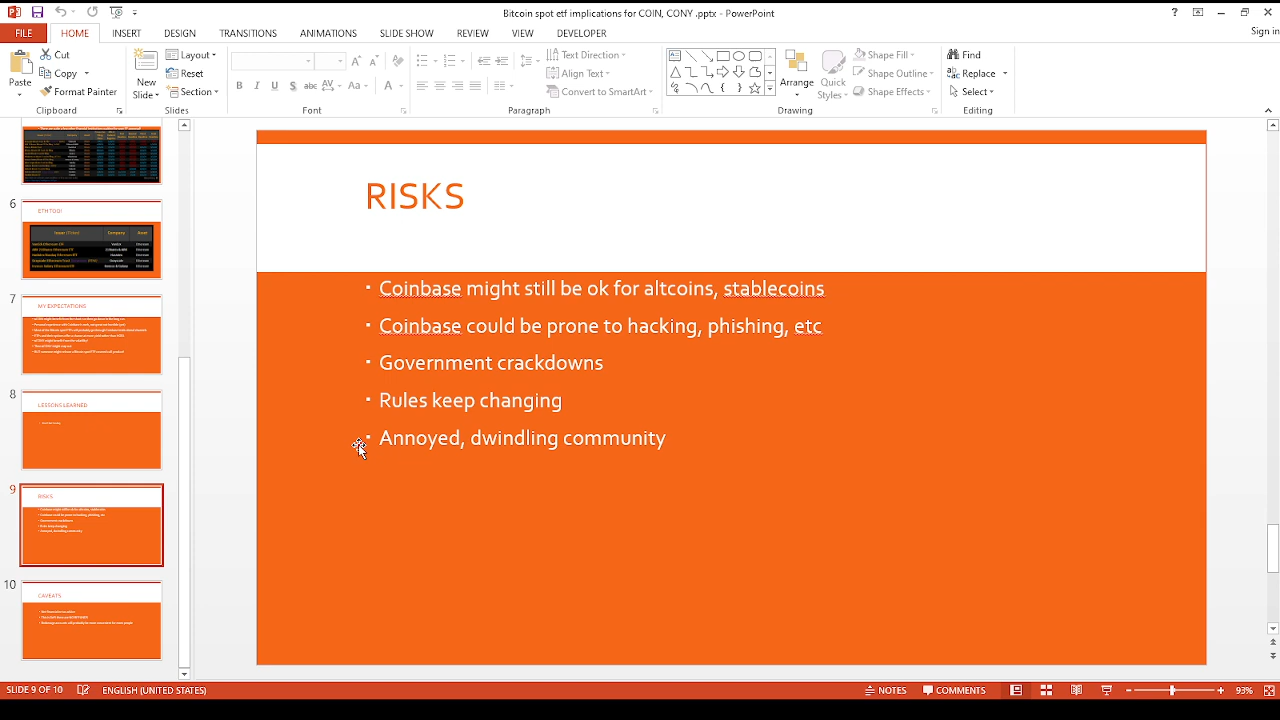 Bitcoin spot etf implications for COIN, CONY .pptx - PowerPoint
FILE HOME INSERT DESIGN TRANSITIONS ANIMATIONS SLIDE SHOW REVIEW VIEW DEVELOPER Sign in
Paste
Cut
Copy
Format Painter
Clipboard
New Slide
Layout
Reset
Section
Slides
Font
Text Direction
Align Text
Convert to SmartArt
Paragraph
Arrange
Quick Styles
Shape Fill
Shape Outline
Shape Effects
Drawing
Find
Replace
Select
Editing
6
ETH TOO!
7
MY EXPECTATIONS
8
LESSONS LEARNED
9
RISKS
10
CAVEATS
RISKS
Coinbase might still be ok for altcoins, stablecoins
Coinbase could be prone to hacking, phishing, etc
Government crackdowns
Rules keep changing
Annoyed, dwindling community
SLIDE 9 OF 10 ENGLISH (UNITED STATES) NOTES COMMENTS 93%